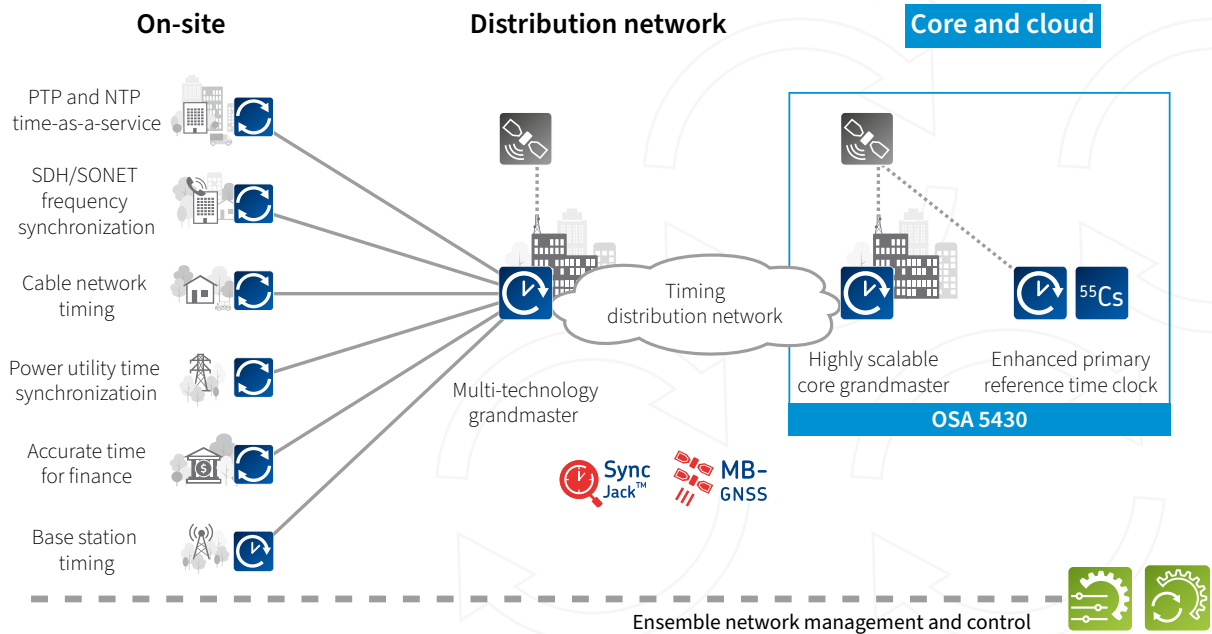 On-site
Distribution network
Core and cloud
PTP and NTP
time-as-a-service
SDH/SONET
frequency
synchronization
Cable network
timing
Power utility time
synchronizatioin
Accurate time
for finance
Base station
timing
Multi-technology
grandmaster
Timing
distribution network
Highly scalable
core grandmaster
⁵⁵Cs
Enhanced primary
reference time clock
OSA 5430
Sync
Jack™
MB-
GNSS
Ensemble network management and control